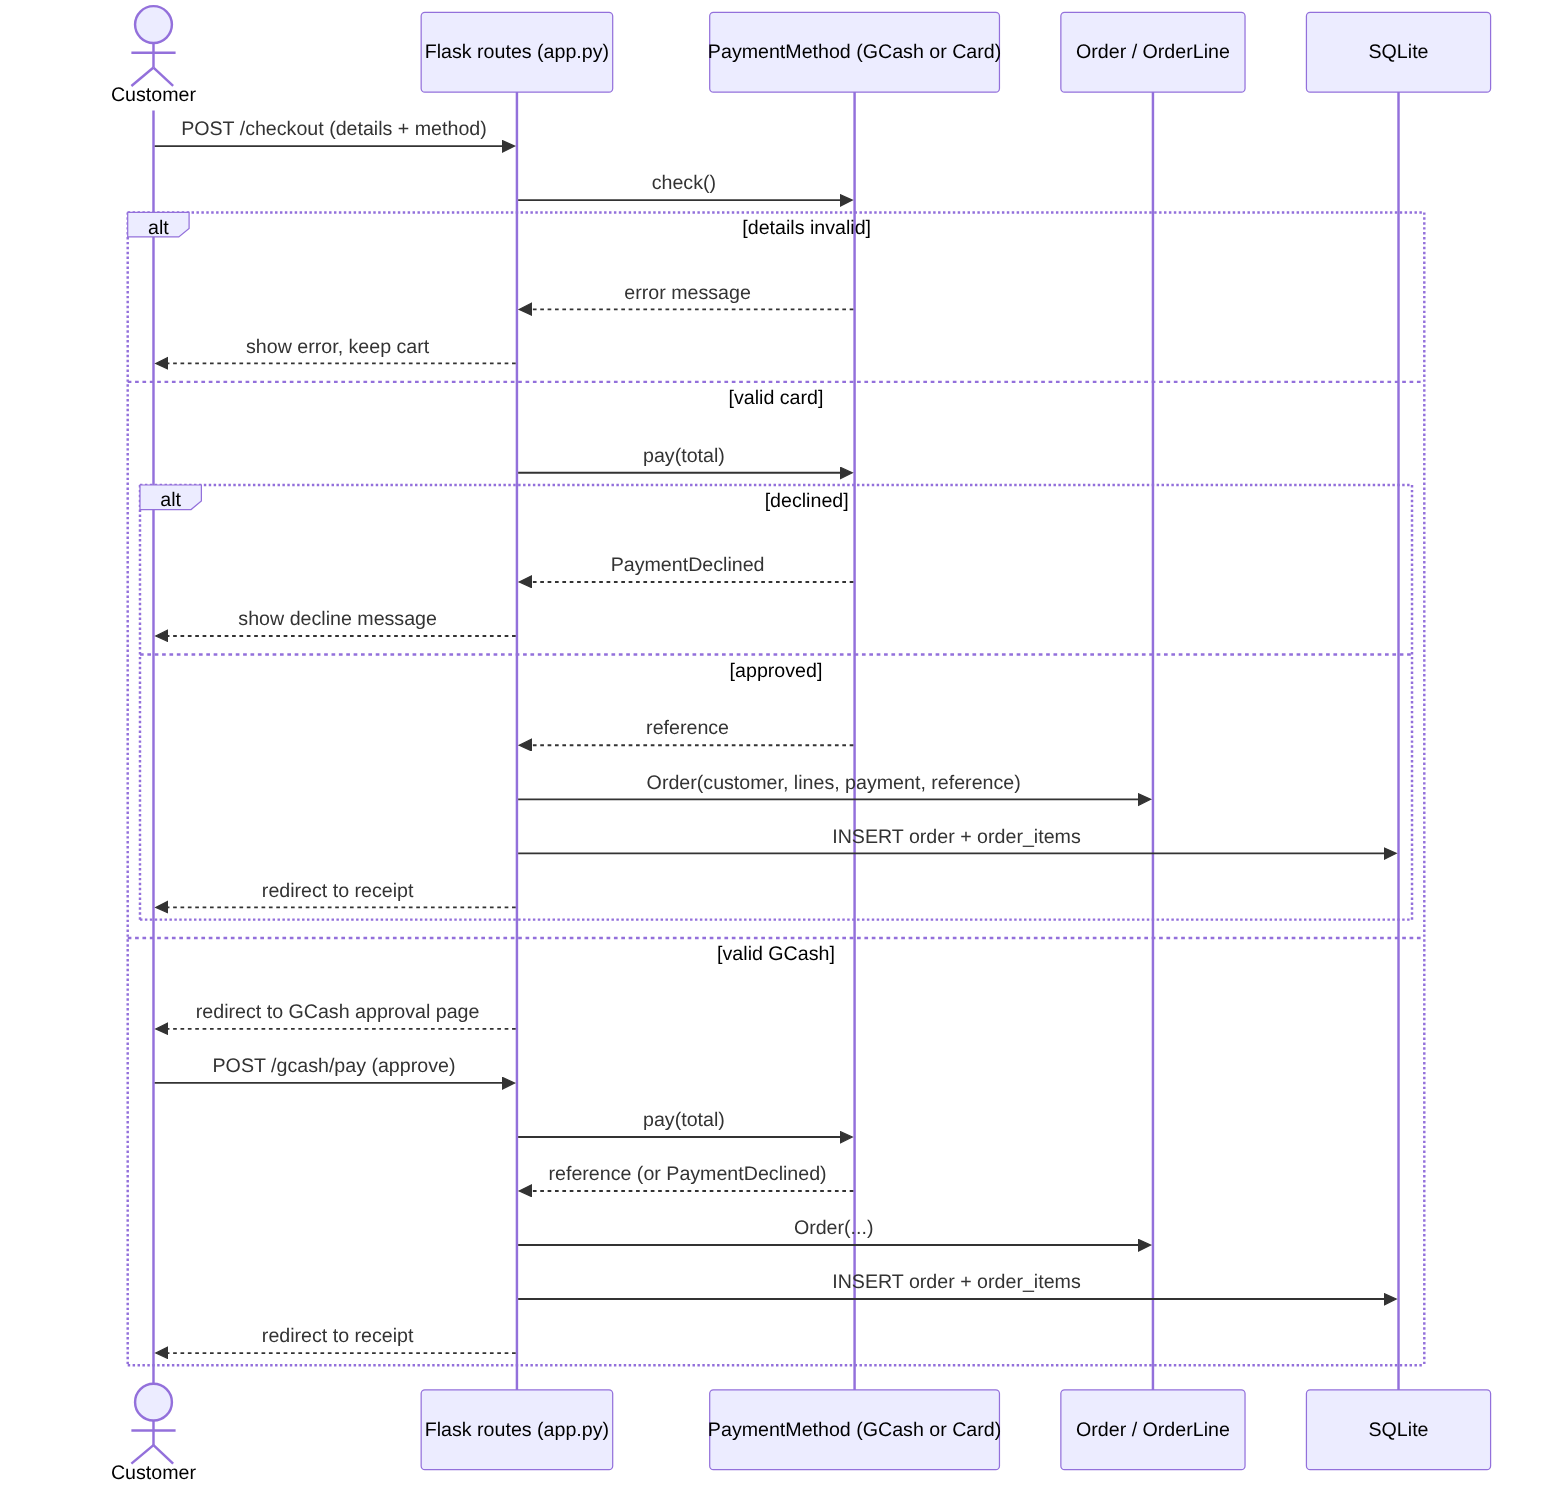 Customer
Flask routes (app.py)
PaymentMethod (GCash or Card)
Order / OrderLine
SQLite
POST /checkout (details + method)
check()
alt
[details invalid]
error message
show error, keep cart
[valid card]
pay(total)
alt
[declined]
PaymentDeclined
show decline message
[approved]
reference
Order(customer, lines, payment, reference)
INSERT order + order_items
redirect to receipt
[valid GCash]
redirect to GCash approval page
POST /gcash/pay (approve)
pay(total)
reference (or PaymentDeclined)
Order(...)
INSERT order + order_items
redirect to receipt
Customer
Flask routes (app.py)
PaymentMethod (GCash or Card)
Order / OrderLine
SQLite